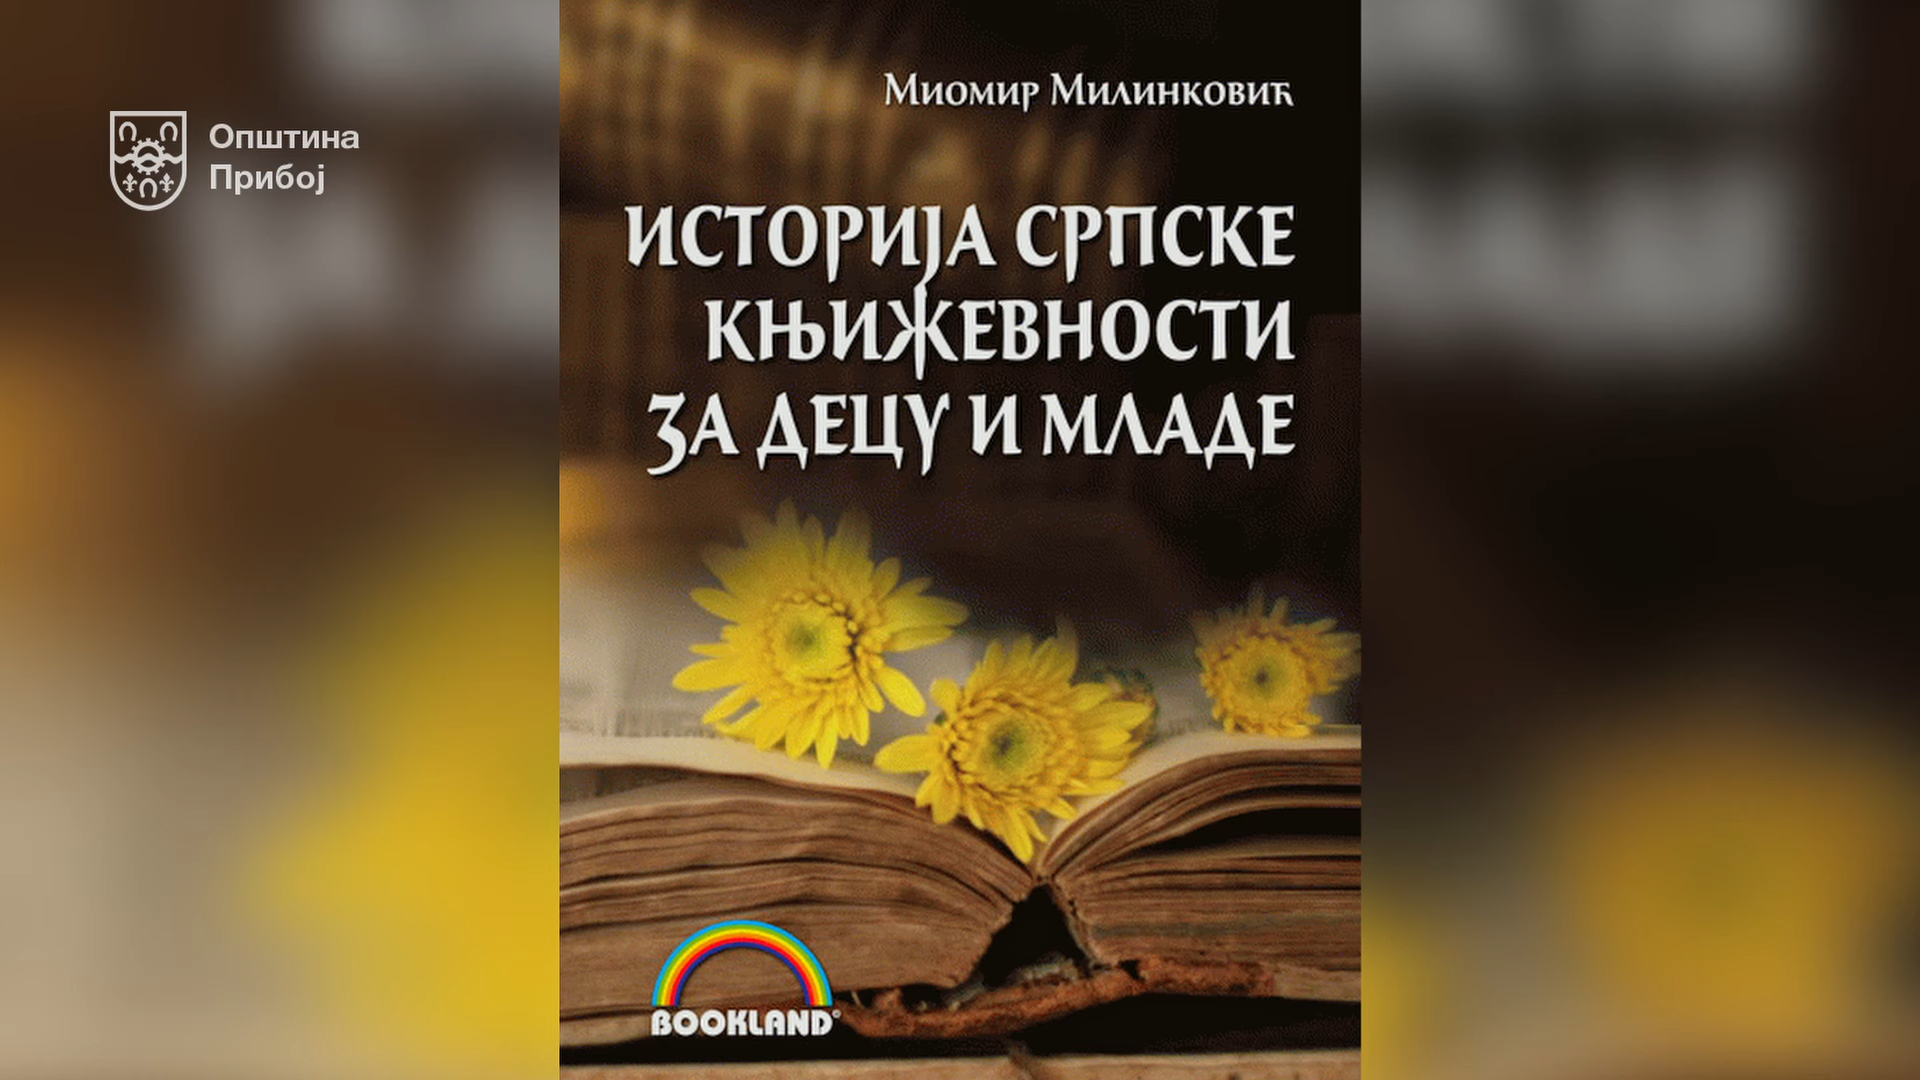 Општина
Прибој
Миомир Милинковић
ИСТОРИЈА СРПСКЕ
КЊИЖЕВНОСТИ
ЗА ДЕЦУ И МЛАДЕ
BOOKLAND®